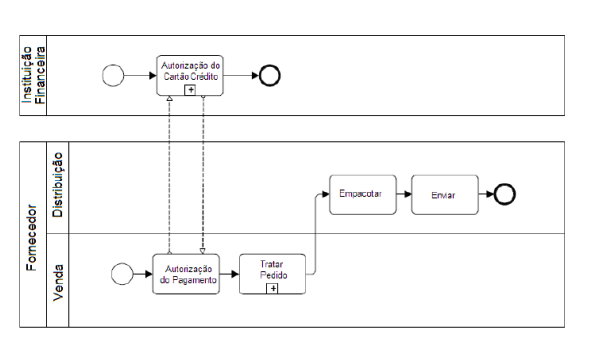 Instituição
Financeira
Autorização do
Cartão Crédito
Fornecedor
Distribuição
Empacotar
Enviar
Venda
Autorização
do Pagamento
Tratar
Pedido